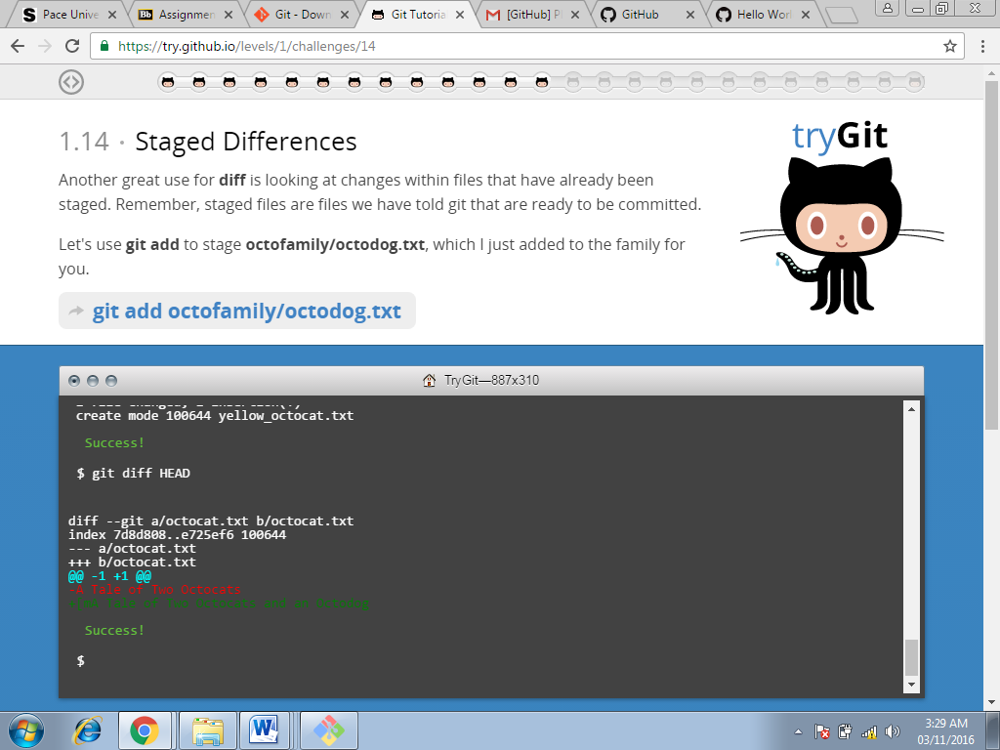 Pace Unive
Bb Assignmen
Git - Down
Git Tutoria
[GitHub] Pl
GitHub
Hello Worl
https://try.github.io/levels/1/challenges/14
1.14 · Staged Differences
tryGit
Another great use for diff is looking at changes within files that have already been
staged. Remember, staged files are files we have told git that are ready to be committed.
Let's use git add to stage octofamily/octodog.txt, which I just added to the family for
you.
git add octofamily/octodog.txt
TryGit—887x310
create mode 100644 yellow_octocat.txt
Success!
$ git diff HEAD
diff --git a/octocat.txt b/octocat.txt
index 7d8d808..e725ef6 100644
--- a/octocat.txt
+++ b/octocat.txt
@@ -1 +1 @@
-A Tale of Two Octocats
Tale of Two Octocats and an Octodog
Success!
$
3:29 AM
03/11/2016